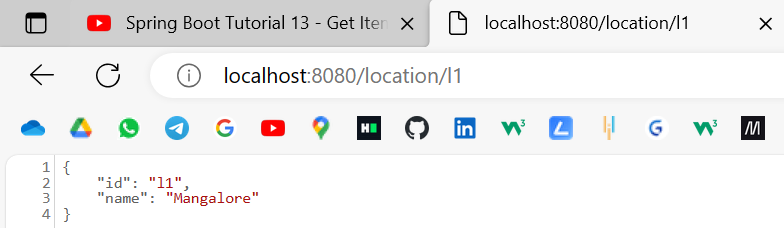 Spring Boot Tutorial 13 - Get Iten
localhost:8080/location/l1
localhost:8080/location/l1
1 {
2 "id": "l1",
3 "name": "Mangalore"
4 }